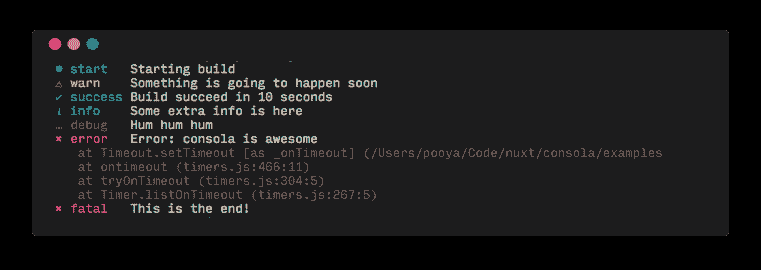 ● start Starting build
⚠ warn Something is going to happen soon
✔ success Build succeed in 10 seconds
ℹ info Some extra info is here
… debug Hum hum hum
✖ error Error: consola is awesome
at Timeout.setTimeout [as _onTimeout] (/Users/pooya/Code/nuxt/consola/examples
at ontimeout (timers.js:466:11)
at tryOnTimeout (timers.js:304:5)
at Timer.listOnTimeout (timers.js:267:5)
✖ fatal This is the end!